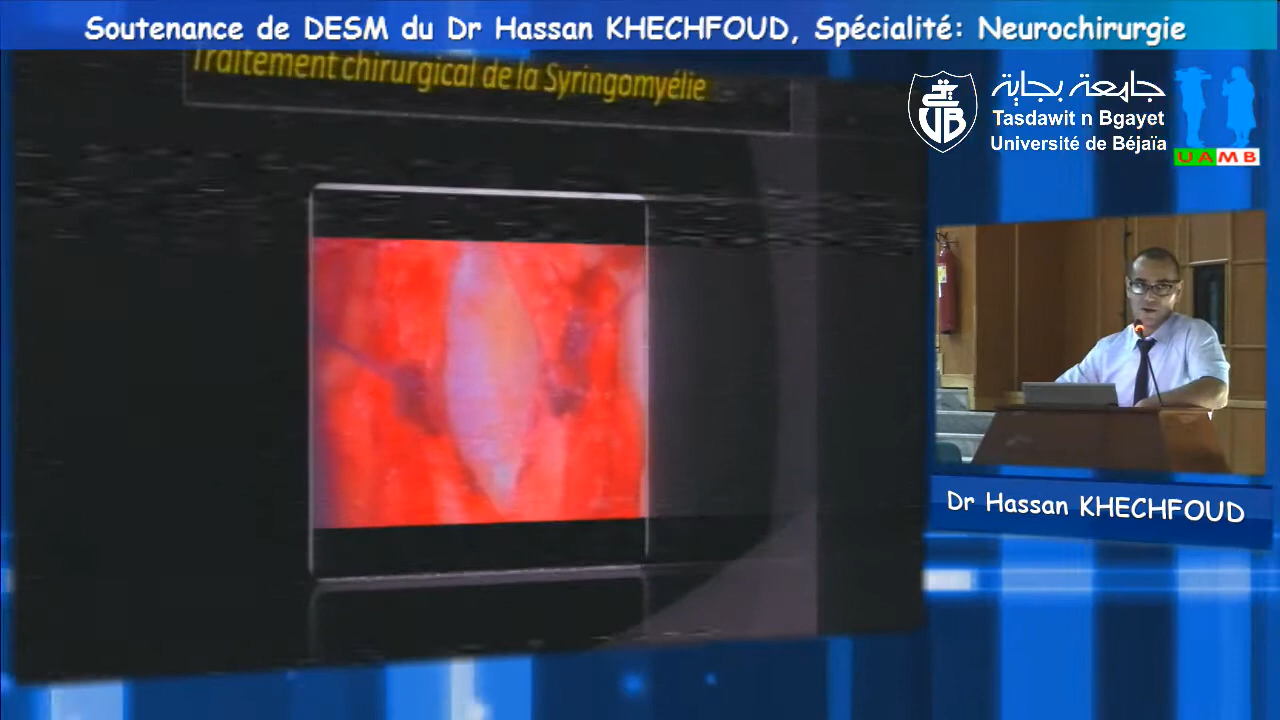 Soutenance de DESM du Dr Hassan KHECHFOUD, Spécialité: Neurochirurgie
Traitement chirurgical de la Syringomyélie
جامعة بجاية
Tasdawit n Bgayet
Université de Béjaïa
UAMB
Dr Hassan KHECHFOUD